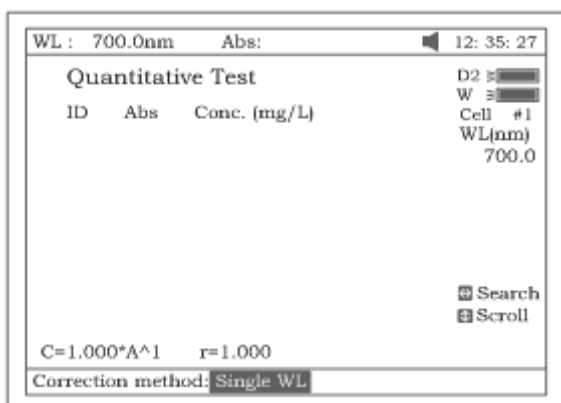 WL : 700.0nm Abs: 12: 35: 27
Quantitative Test
ID Abs Conc. (mg/L)
D2
W
Cell #1
WL(nm)
700.0
Search
Scroll
C=1.000*A^1 r=1.000
Correction method: Single WL